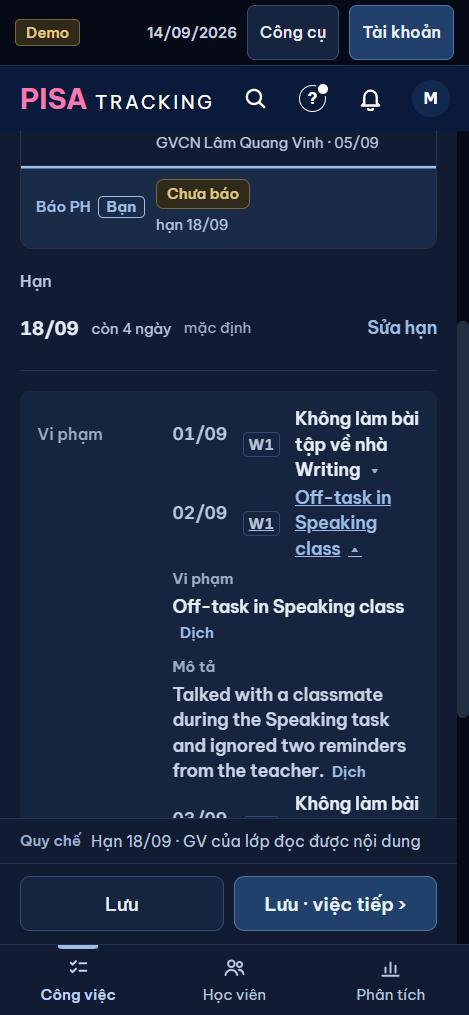 Demo
14/09/2026
Công cụ
Tài khoản
PISA TRACKING
?
M
GVCN Lâm Quang Vinh · 05/09
Báo PH Bạn
Chưa báo
hạn 18/09
Hạn
18/09 còn 4 ngày mặc định Sửa hạn
Vi phạm
01/09 W1
Không làm bài
tập về nhà
Writing
02/09 W1
Off-task in
Speaking
class
Vi phạm
Off-task in Speaking class
Dịch
Mô tả
Talked with a classmate
during the Speaking task
and ignored two reminders
from the teacher. Dịch
Không làm bài
Quy chế Hạn 18/09 · GV của lớp đọc được nội dung
Lưu
Lưu · việc tiếp ›
Công việc
Học viên
Phân tích